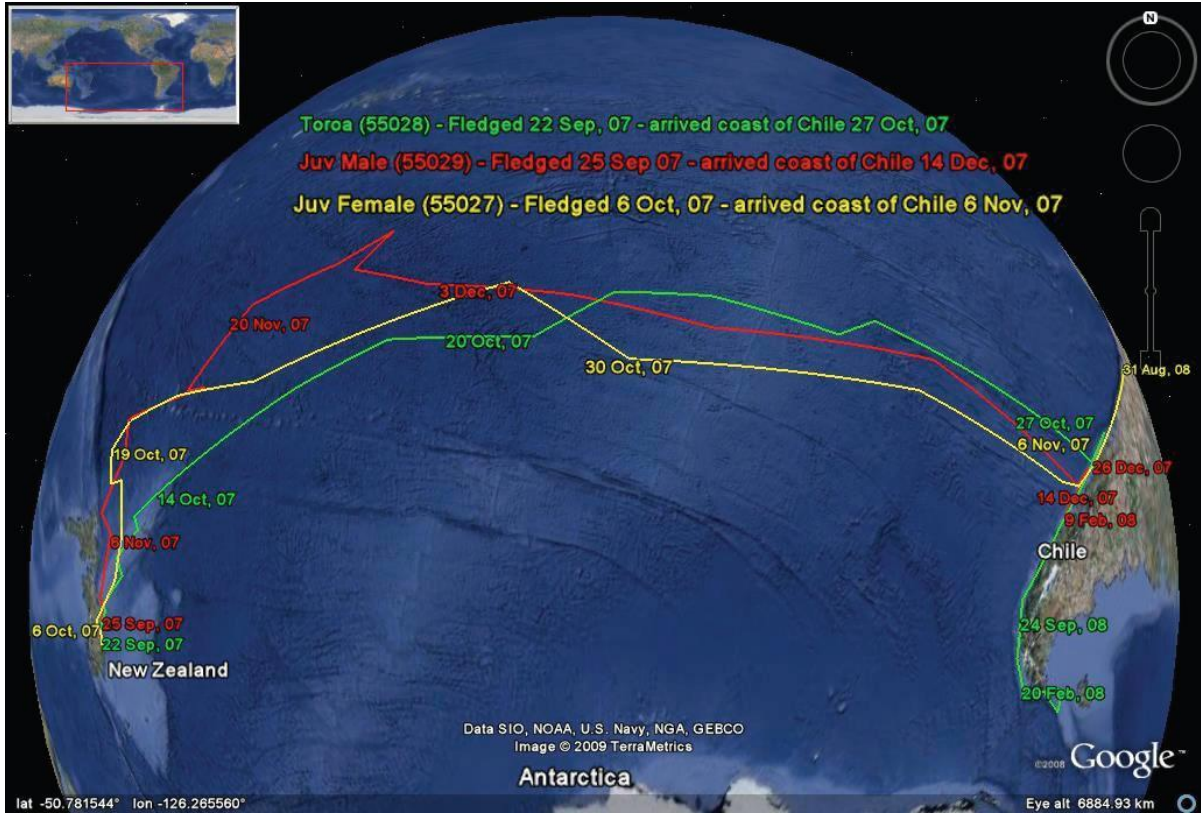 N
Toroa (55028) - Fledged 22 Sep, 07 - arrived coast of Chile 27 Oct, 07
Juv Male (55029) - Fledged 25 Sep 07 - arrived coast of Chile 14 Dec, 07
Juv Female (55027) - Fledged 6 Oct, 07 - arrived coast of Chile 6 Nov, 07
3 Dec, 07
20 Nov, 07
20 Oct, 07
30 Oct, 07
31 Aug, 08
27 Oct, 07
6 Nov, 07
19 Oct, 07
26 Dec, 07
14 Oct, 07
14 Dec, 07
9 Feb, 08
8 Nov, 07
Chile
25 Sep, 07
6 Oct, 07
22 Sep, 07
24 Sep, 08
New Zealand
20 Feb, 08
Data SIO, NOAA, U.S. Navy, NGA, GEBCO
Image © 2009 TerraMetrics
©2008 Google™
Antarctica
lat -50.781544° lon -126.265560°
Eye alt 6884.93 km